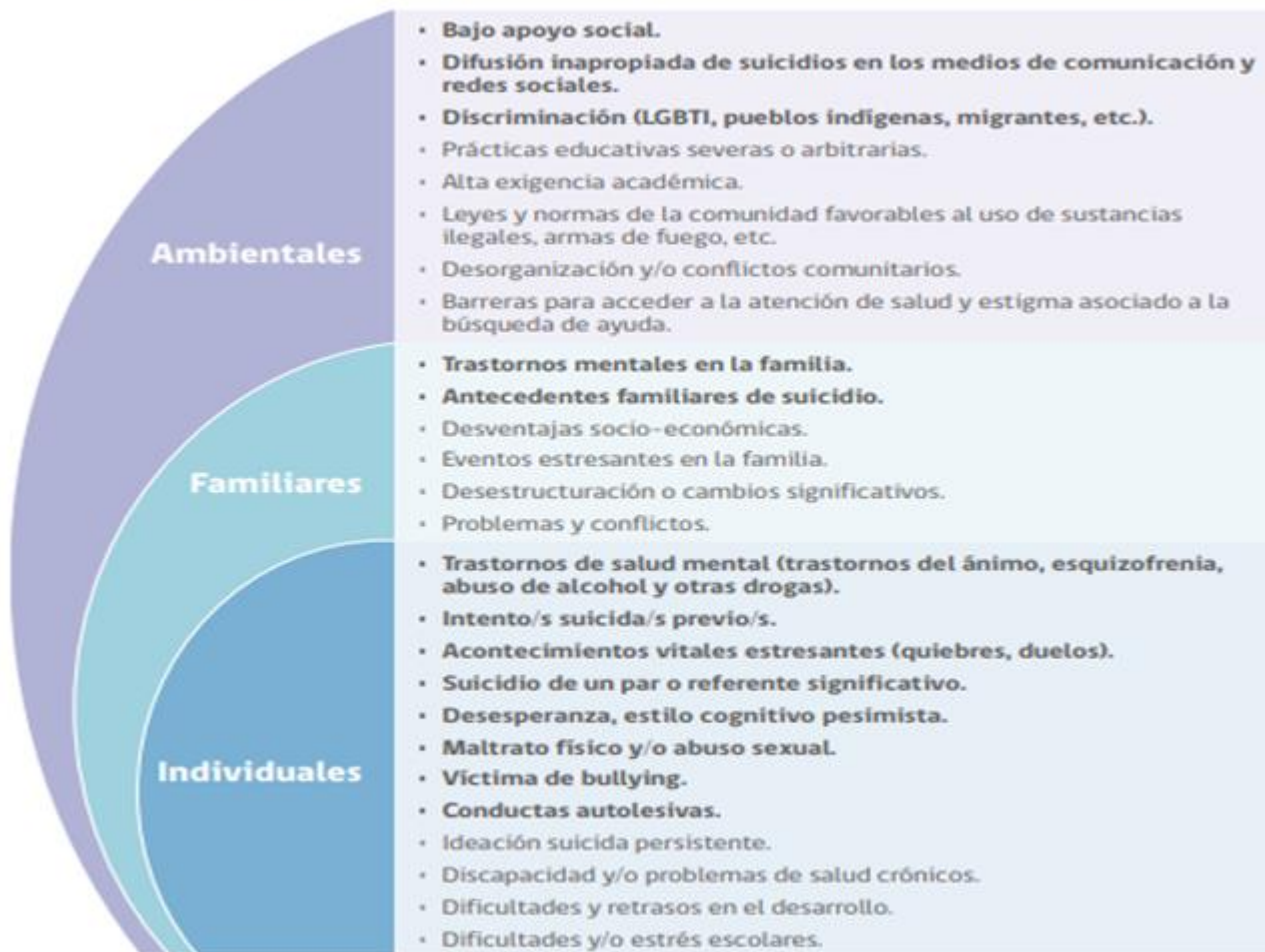 Ambientales
• Bajo apoyo social.
• Difusión inapropiada de suicidios en los medios de comunicación y
redes sociales.
• Discriminación (LGBTI, pueblos indígenas, migrantes, etc.).
• Prácticas educativas severas o arbitrarias.
• Alta exigencia académica.
• Leyes y normas de la comunidad favorables al uso de sustancias
ilegales, armas de fuego, etc.
• Desorganización y/o conflictos comunitarios.
• Barreras para acceder a la atención de salud y estigma asociado a la
búsqueda de ayuda.
Familiares
• Trastornos mentales en la familia.
• Antecedentes familiares de suicidio.
• Desventajas socio-económicas.
• Eventos estresantes en la familia.
• Desestructuración o cambios significativos.
• Problemas y conflictos.
Individuales
• Trastornos de salud mental (trastornos del ánimo, esquizofrenia,
abuso de alcohol y otras drogas).
• Intento/s suicida/s previo/s.
• Acontecimientos vitales estresantes (quiebres, duelos).
• Suicidio de un par o referente significativo.
• Desesperanza, estilo cognitivo pesimista.
• Maltrato físico y/o abuso sexual.
• Víctima de bullying.
• Conductas autolesivas.
• Ideación suicida persistente.
• Discapacidad y/o problemas de salud crónicos.
• Dificultades y retrasos en el desarrollo.
• Dificultades y/o estrés escolares.